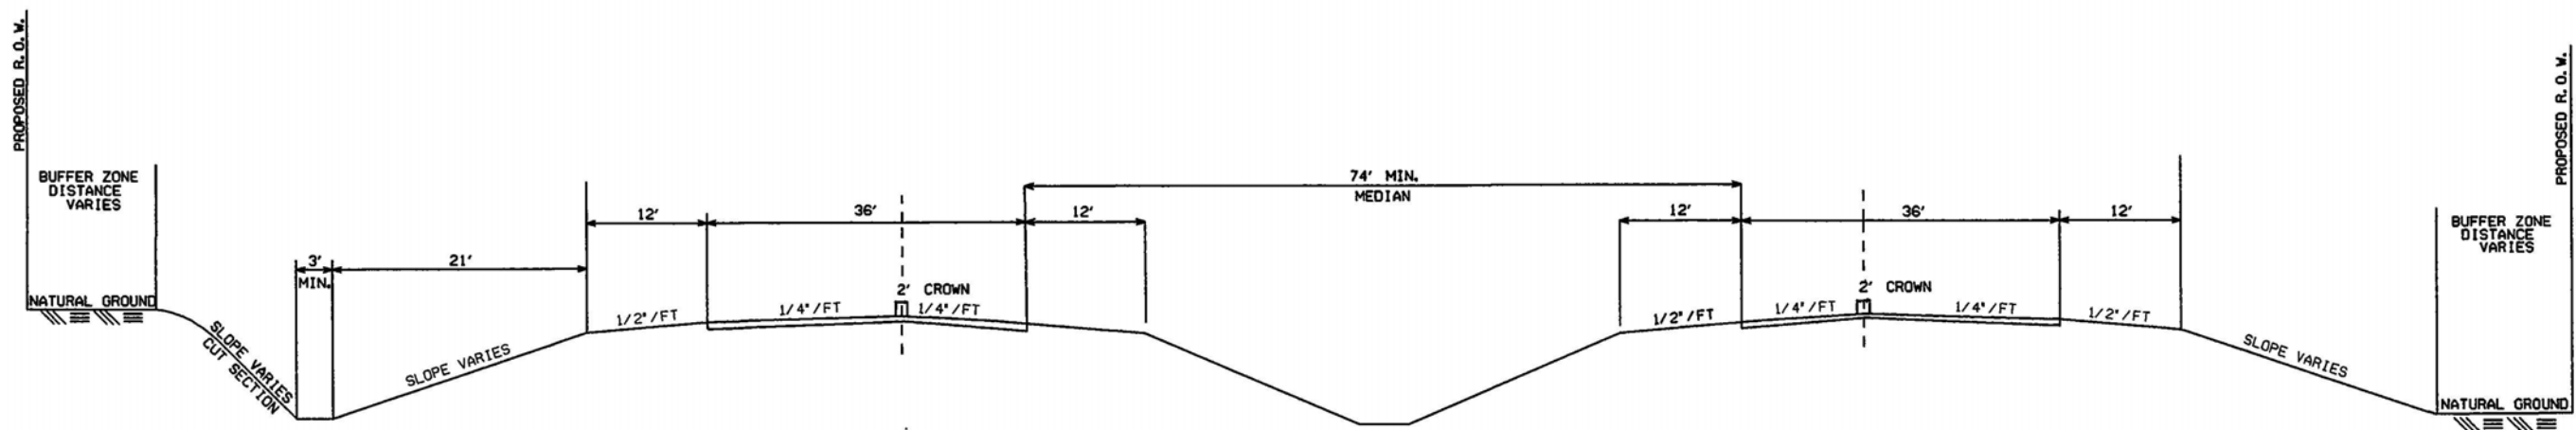 PROPOSED R. O. W.
BUFFER ZONE
DISTANCE
VARIES
NATURAL GROUND
SLOPE VARIES
CUT SECTION
3'
MIN.
21'
SLOPE VARIES
12'
36'
12'
1/2"/FT
1/4"/FT
2' CROWN
1/4"/FT
74' MIN.
MEDIAN
12'
36'
12'
1/2"/FT
1/4"/FT
2' CROWN
1/4"/FT
1/2"/FT
SLOPE VARIES
PROPOSED R. O. W.
BUFFER ZONE
DISTANCE
VARIES
NATURAL GROUND